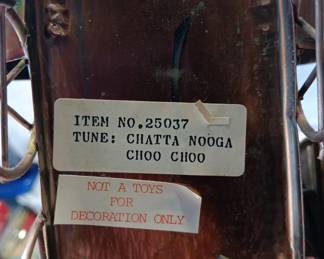 ITEM NO.25037
TUNE: CHATTA NOOGA
CHOO CHOO
NOT A TOYS
FOR
DECORATION ONLY